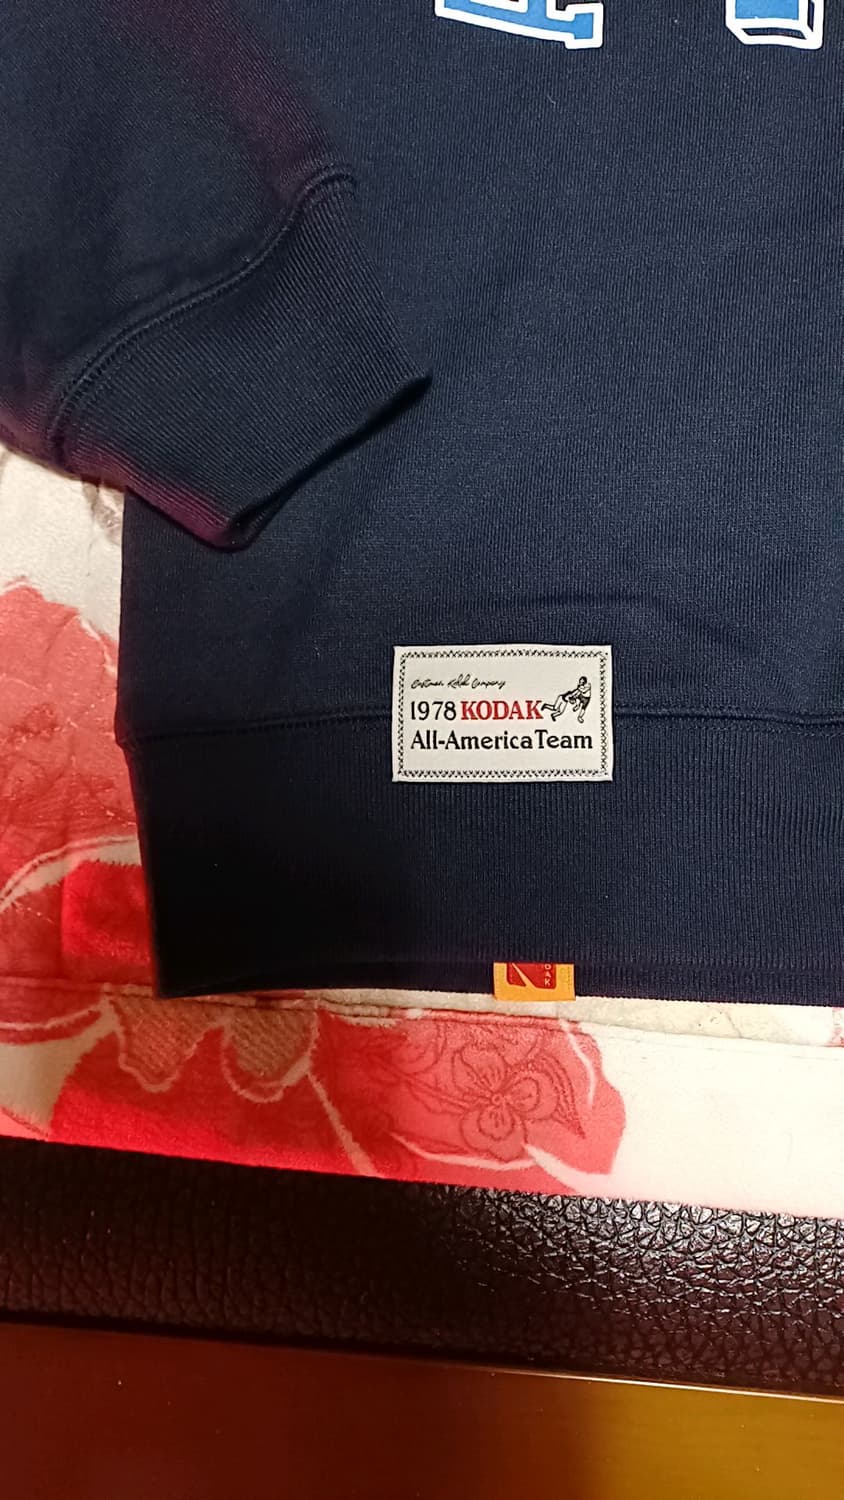 Eastman Kodak Company
1978 KODAK
All-America Team